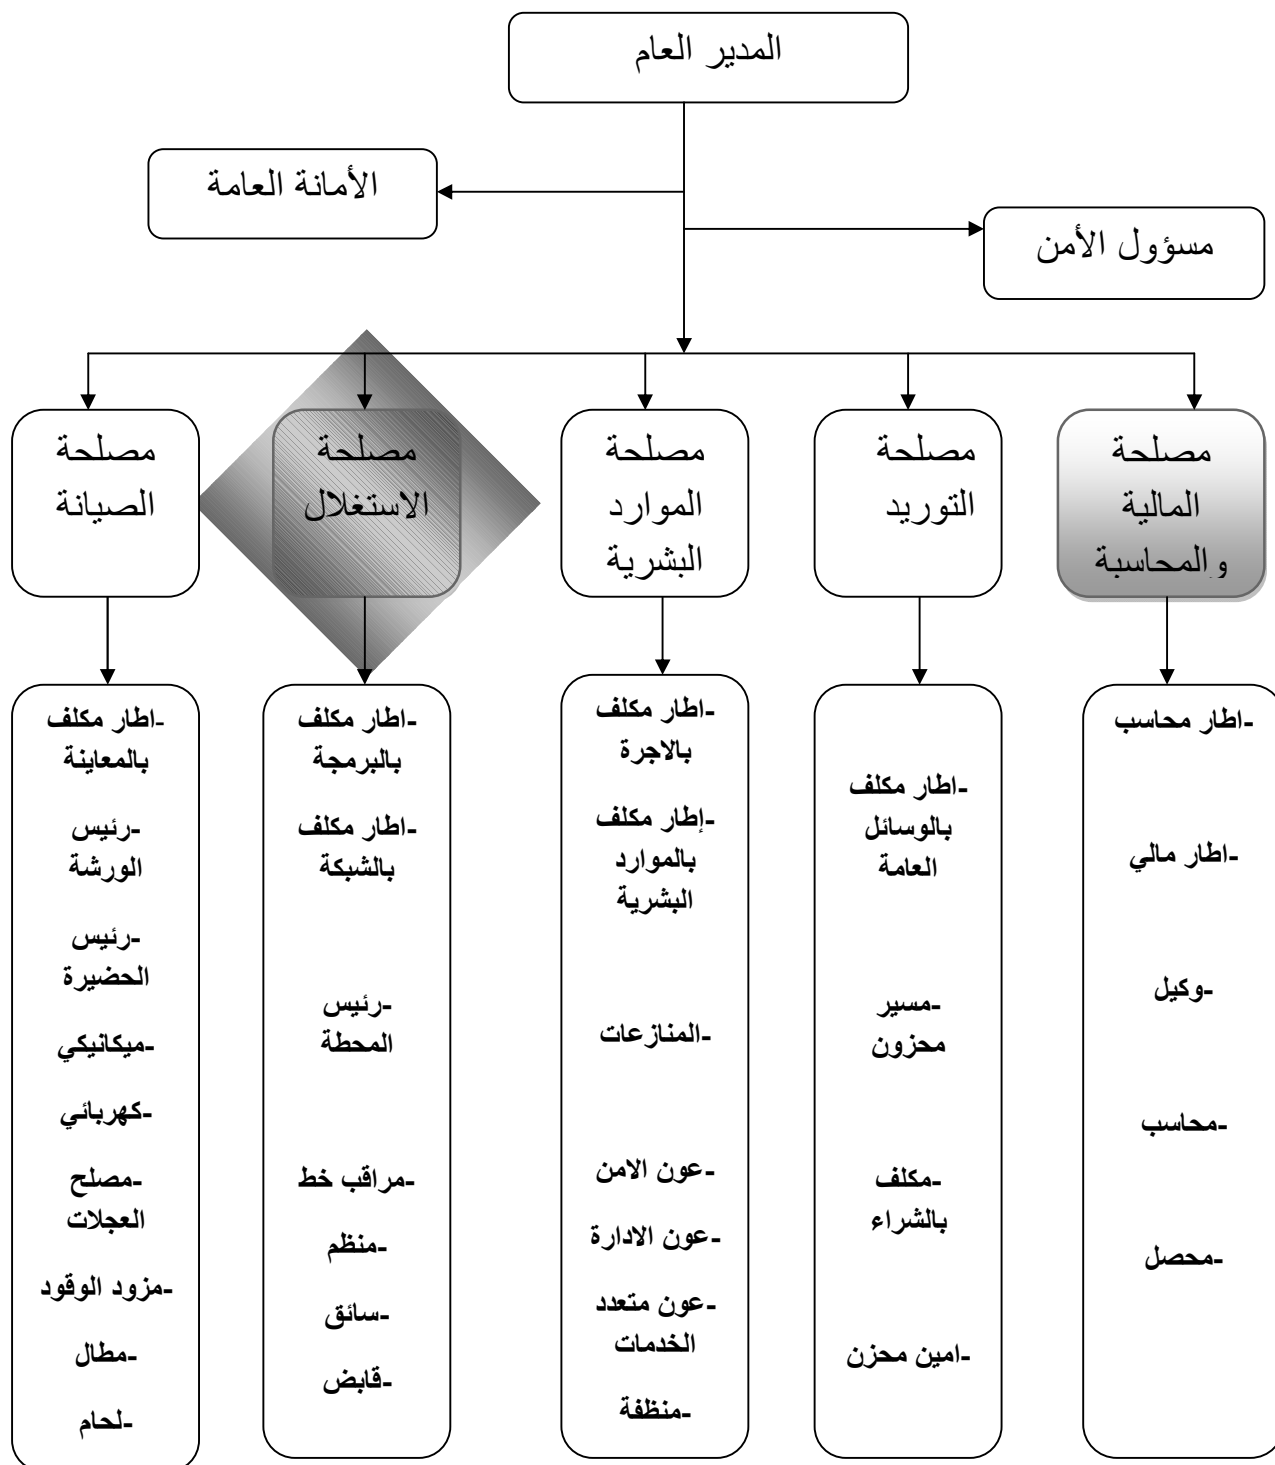 المدير العام
الأمانة العامة
مسؤول الأمن
مصلحة
المالية
والمحاسبة
مصلحة
التوريد
مصلحة
الموارد
البشرية
مصلحة
الاستغلال
مصلحة
الصيانة
-اطار محاسب
-اطار مالي
-وكيل
-محاسب
-محصل
-اطار مكلف
بالوسائل
العامة
-مسير
محزون
-مكلف
بالشراء
-امين محزن
-اطار مكلف
بالاجرة
-إطار مكلف
بالموارد
البشرية
-المنازعات
-عون الامن
-عون الادارة
-عون متعدد
الخدمات
-منظفة
-اطار مكلف
بالبرمجة
-اطار مكلف
بالشبكة
-رئيس
المحطة
-مراقب خط
-منظم
-سائق
-قابض
-اطار مكلف
بالمعاينة
-رئيس
الورشة
-رئيس
الحضيرة
-ميكانيكي
-كهربائي
-مصلح
العجلات
-مزود الوقود
-مطال
-لحام